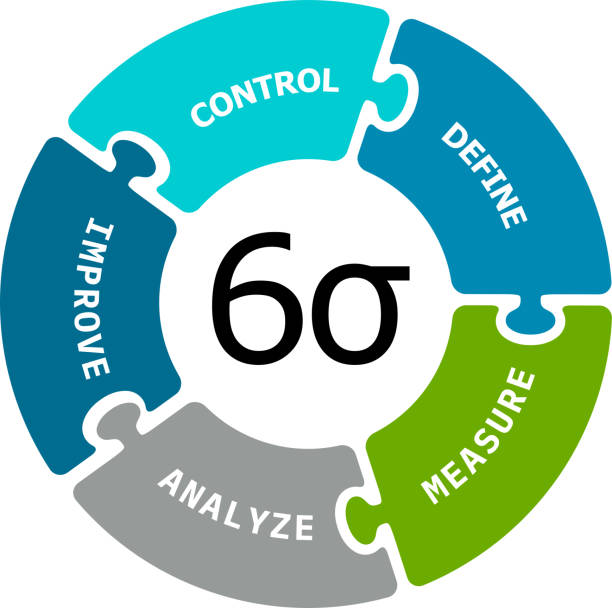 DEFINE
MEASURE
ANALYZE
IMPROVE
CONTROL
6σ